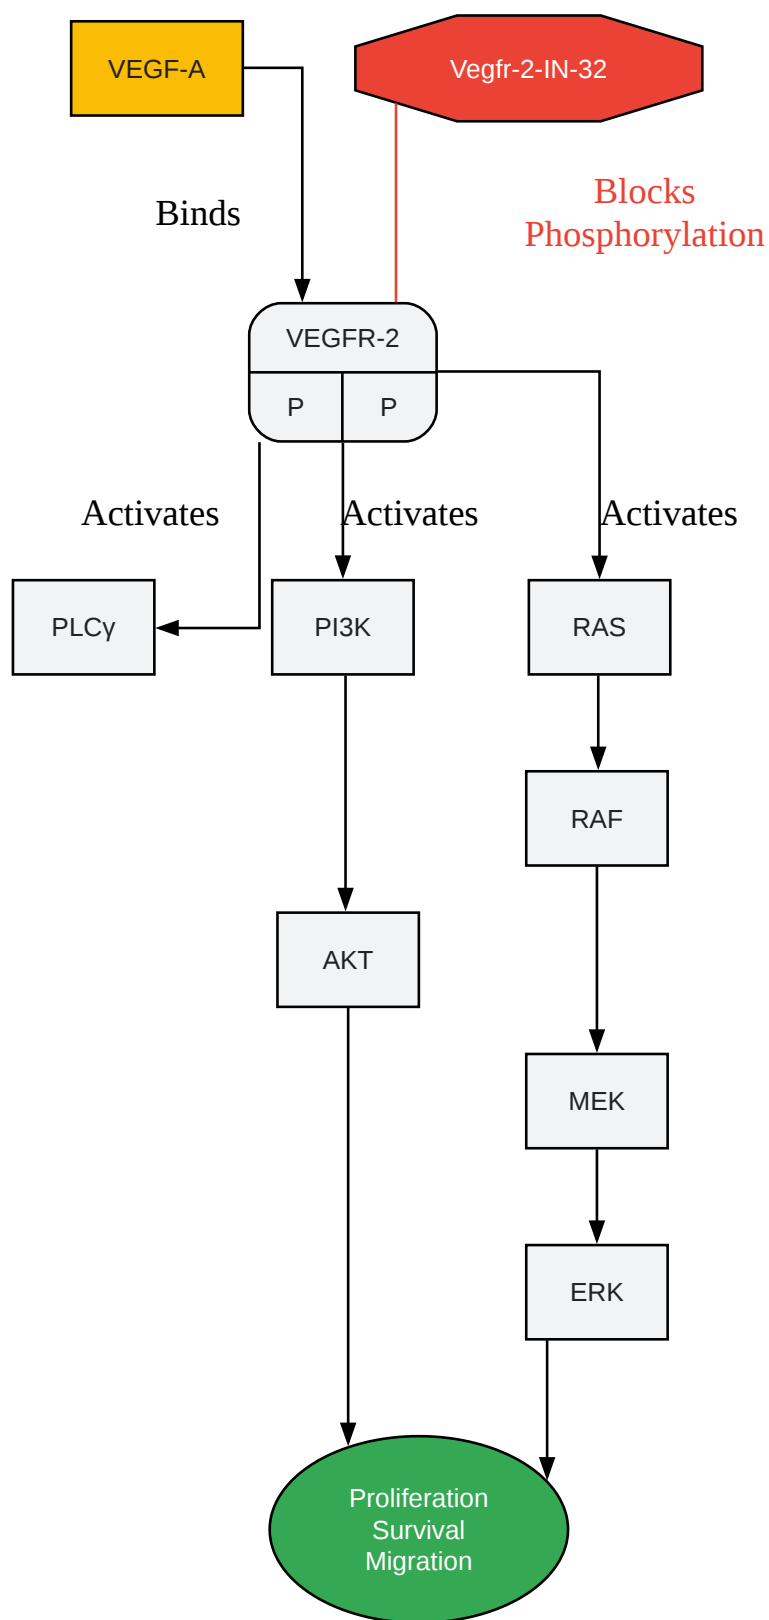 VEGF-A
Vegfr-2-IN-32
Binds
Blocks
Phosphorylation
VEGFR-2
P
P
Activates
Activates
Activates
PLCγ
PI3K
RAS
RAF
AKT
MEK
ERK
Proliferation
Survival
Migration